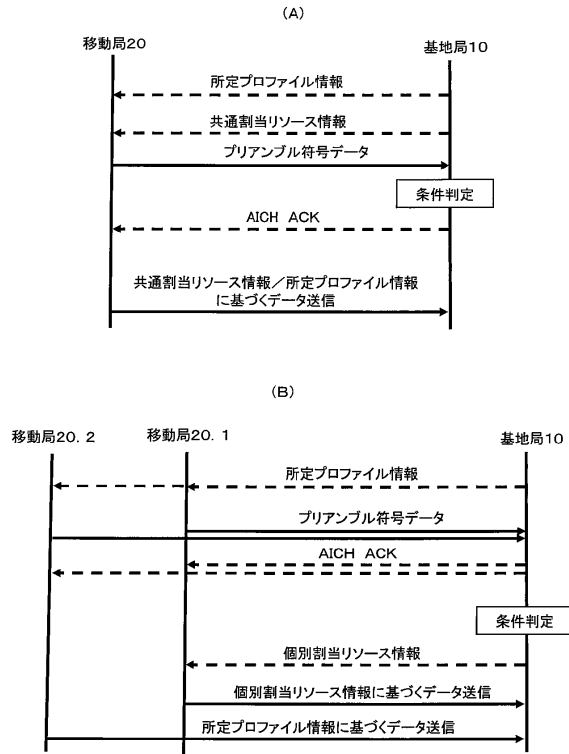 (A)
移動局20
基地局10
所定プロファイル情報
共通割当リソース情報
プリアンブル符号データ
条件判定
AICH ACK
共通割当リソース情報/所定プロファイル情報
に基づくデータ送信
(B)
移動局20.2 移動局20.1
基地局10
所定プロファイル情報
プリアンブル符号データ
AICH ACK
条件判定
個別割当リソース情報
個別割当リソース情報に基づくデータ送信
所定プロファイル情報に基づくデータ送信